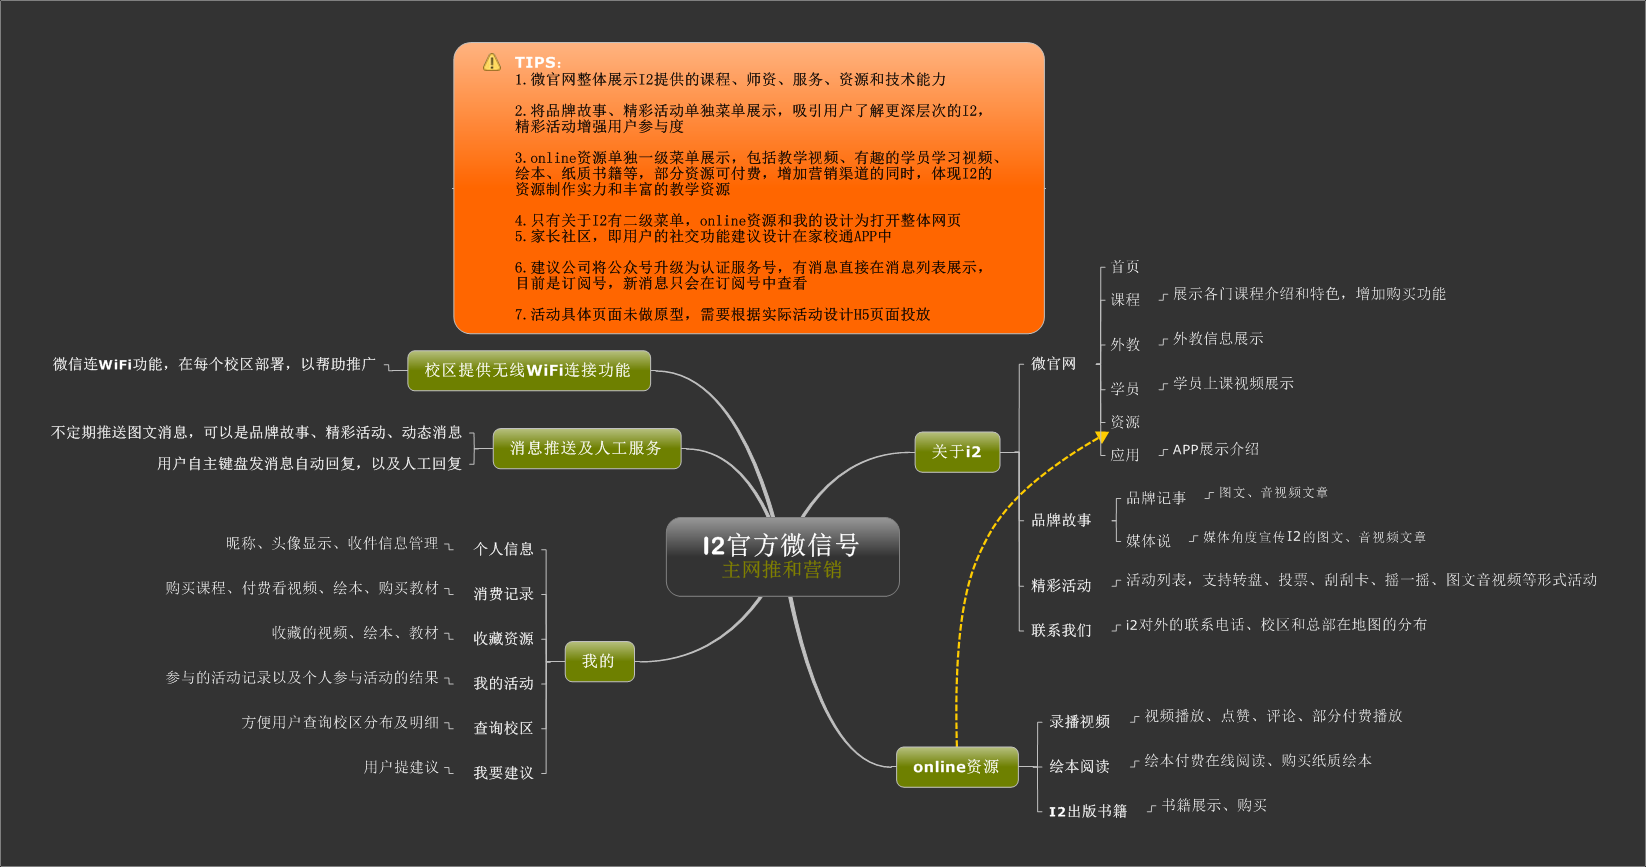 TIPS:
1.微官网整体展示I2提供的课程、师资、服务、资源和技术能力
2.将品牌故事、精彩活动单独菜单展示，吸引用户了解更深层次的I2，
精彩活动增强用户参与度
3.online资源单独一级菜单展示，包括教学视频、有趣的学员学习视频、
绘本、纸质书籍等，部分资源可付费，增加营销渠道的同时，体现I2的
资源制作实力和丰富的教学资源
4.只有关于I2有二级菜单，online资源和我的设计为打开整体网页
5.家长社区，即用户的社交功能建议设计在家校通APP中
6.建议公司将公众号升级为认证服务号，有消息直接在消息列表展示，
目前是订阅号，新消息只会在订阅号中查看
7.活动具体页面未做原型，需要根据实际活动设计H5页面投放
校区提供无线WiFi连接功能
微信连WiFi功能，在每个校区部署，以帮助推广
消息推送及人工服务
不定期推送图文消息，可以是品牌故事、精彩活动、动态消息
用户自主键盘发消息自动回复，以及人工回复
I2官方微信号
主网推和营销
我的
个人信息
昵称、头像显示、收件信息管理
消费记录
购买课程、付费看视频、绘本、购买教材
收藏资源
收藏的视频、绘本、教材
我的活动
参与的活动记录以及个人参与活动的结果
查询校区
方便用户查询校区分布及明细
我要建议
用户提建议
关于i2
微官网
首页
课程
展示各门课程介绍和特色，增加购买功能
外教
外教信息展示
学员
学员上课视频展示
资源
应用
APP展示介绍
品牌故事
品牌记事
图文、音视频文章
媒体说
媒体角度宣传I2的图文、音视频文章
精彩活动
活动列表，支持转盘、投票、刮刮卡、摇一摇、图文音视频等形式活动
联系我们
i2对外的联系电话、校区和总部在地图的分布
online资源
录播视频
视频播放、点赞、评论、部分付费播放
绘本阅读
绘本付费在线阅读、购买纸质绘本
I2出版书籍
书籍展示、购买